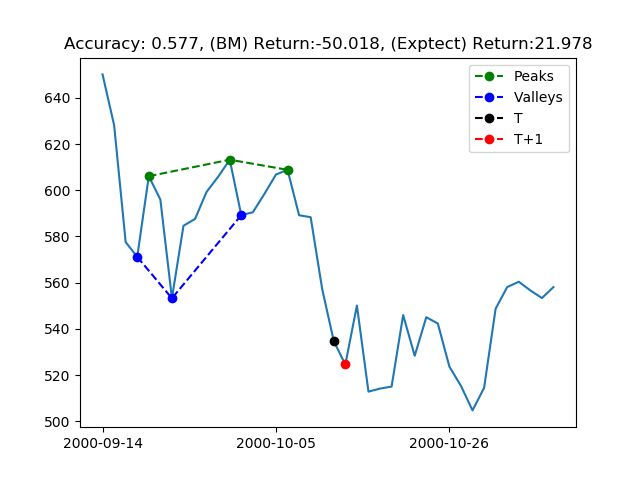 Accuracy: 0.577, (BM) Return:-50.018, (Exptect) Return:21.978
Peaks
Valleys
T
T+1
640
620
600
580
560
540
520
500
2000-09-14
2000-10-05
2000-10-26